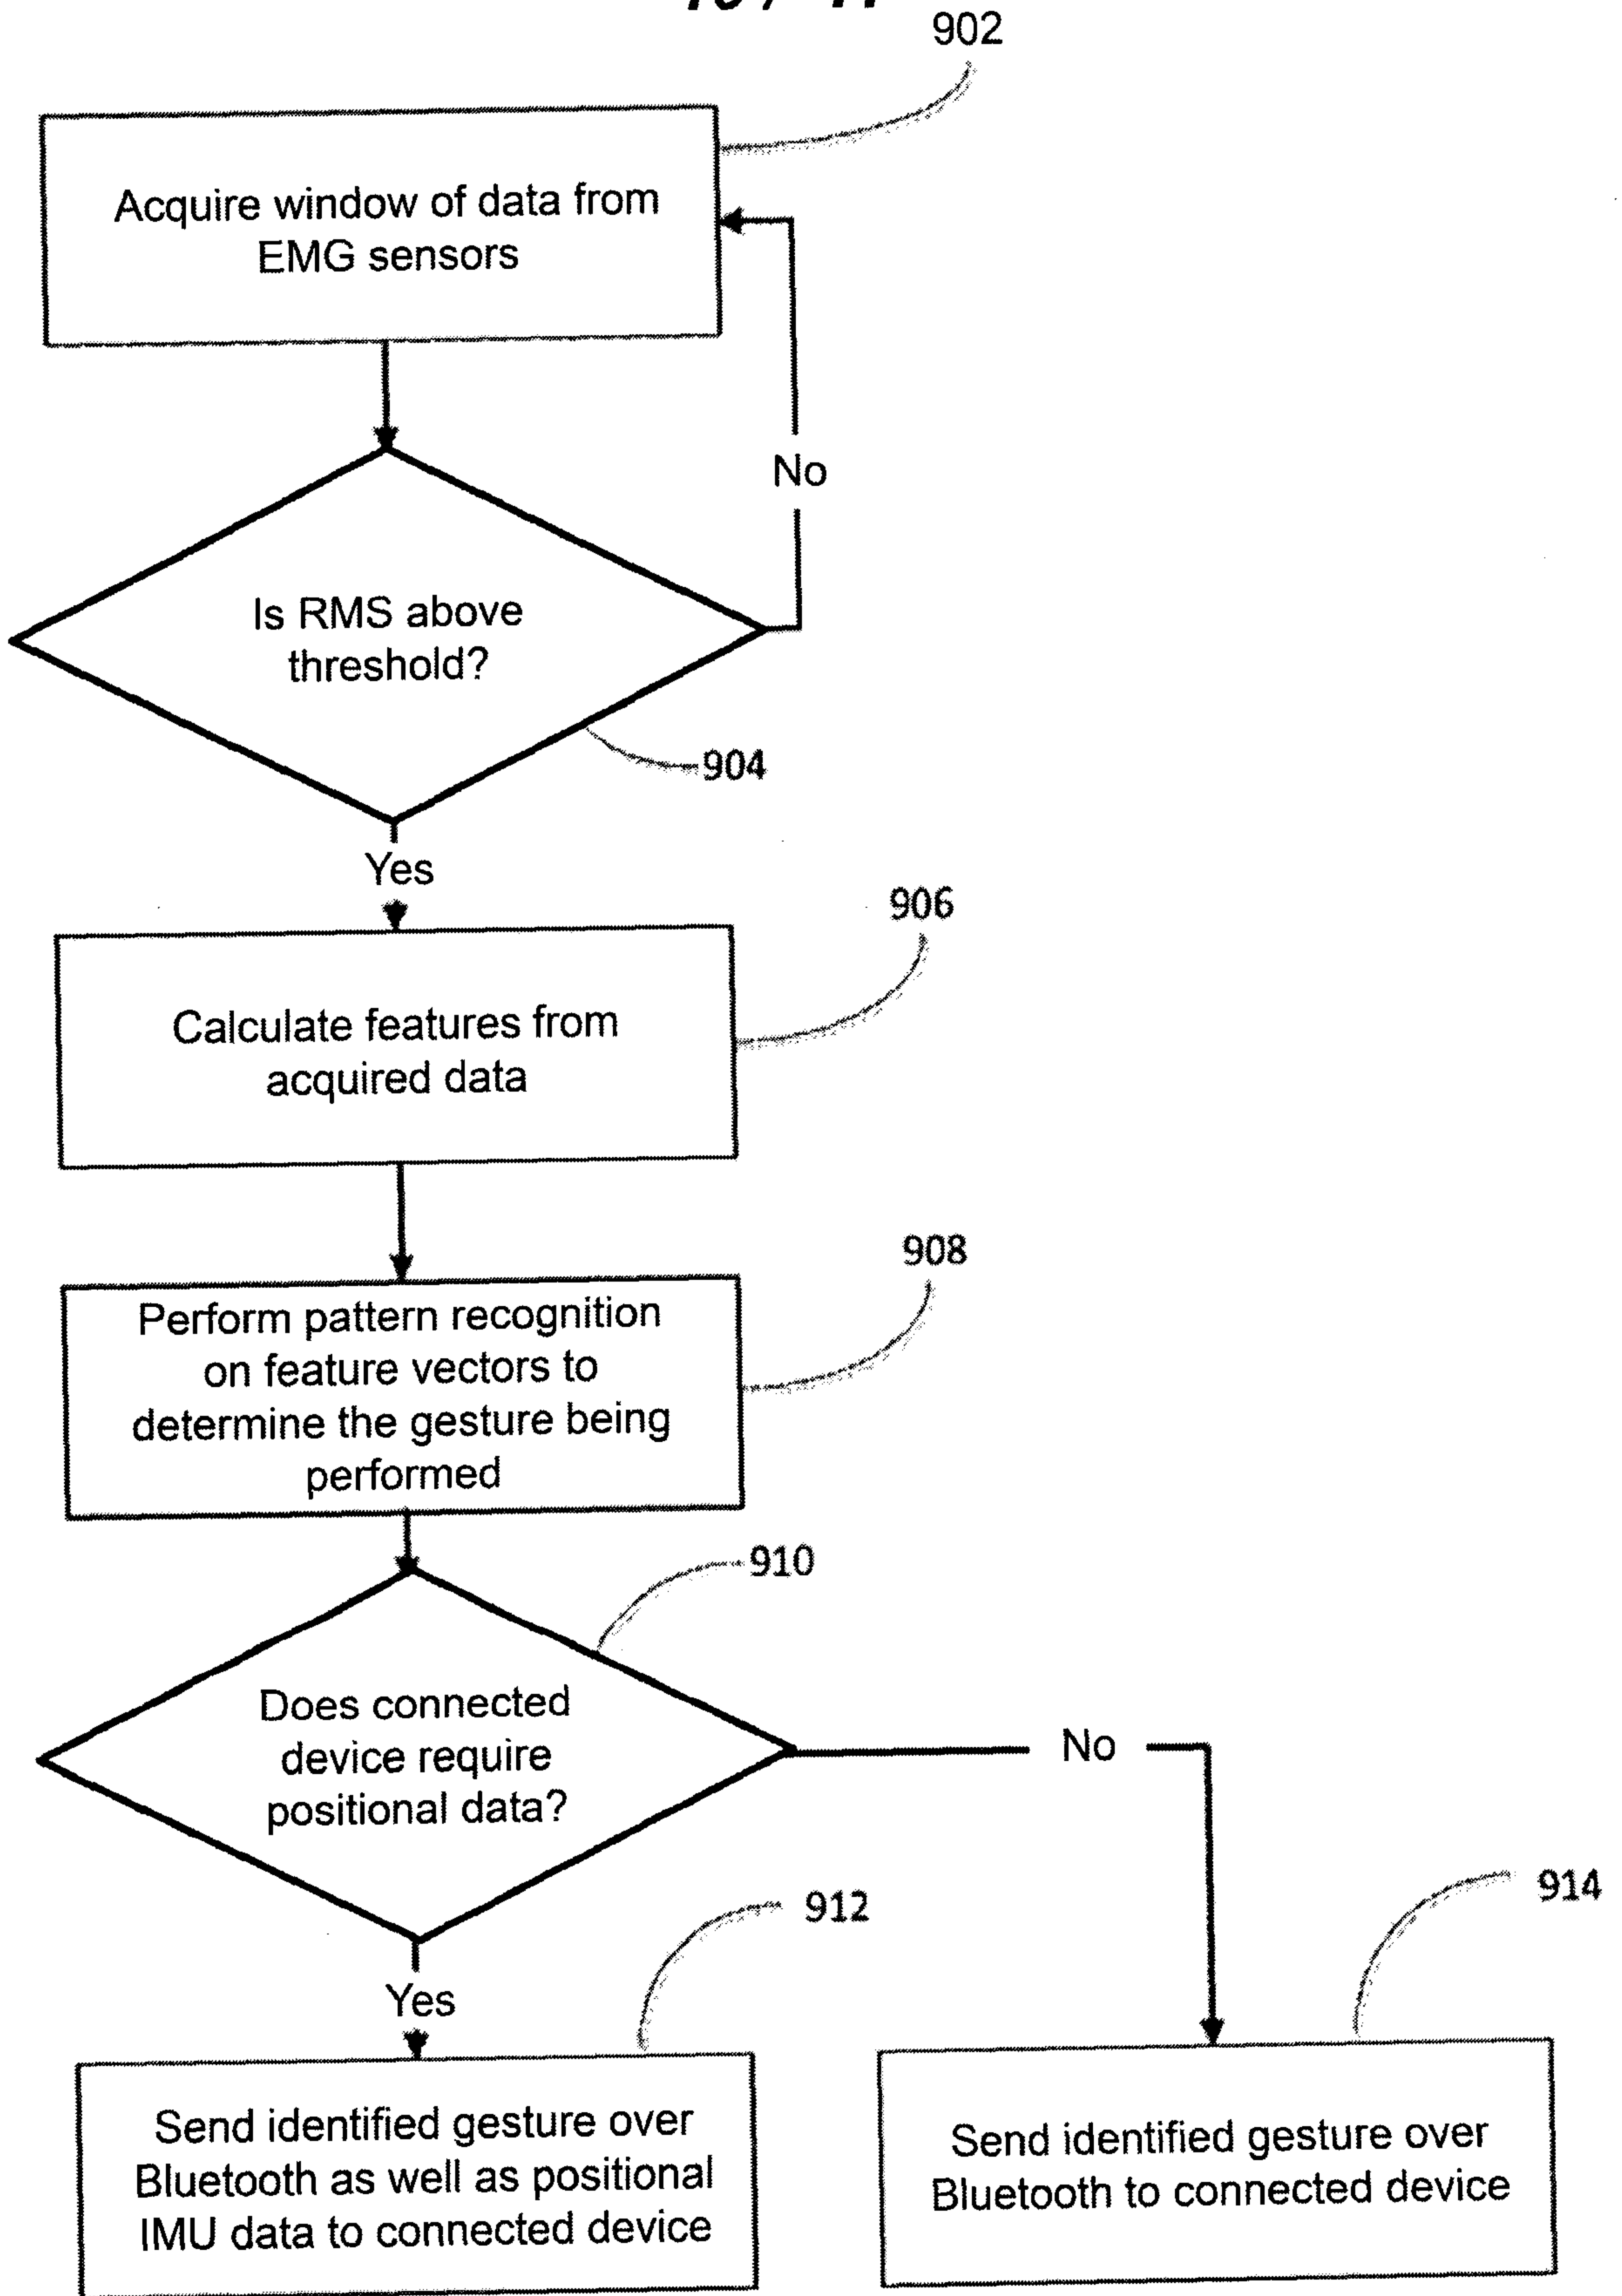 902
Acquire window of data from
EMG sensors
No
Is RMS above
threshold?
904
Yes
906
Calculate features from
acquired data
908
Perform pattern recognition
on feature vectors to
determine the gesture being
performed
910
Does connected
device require
positional data?
No
914
912
Yes
Send identified gesture over
Bluetooth as well as positional
IMU data to connected device
Send identified gesture over
Bluetooth to connected device